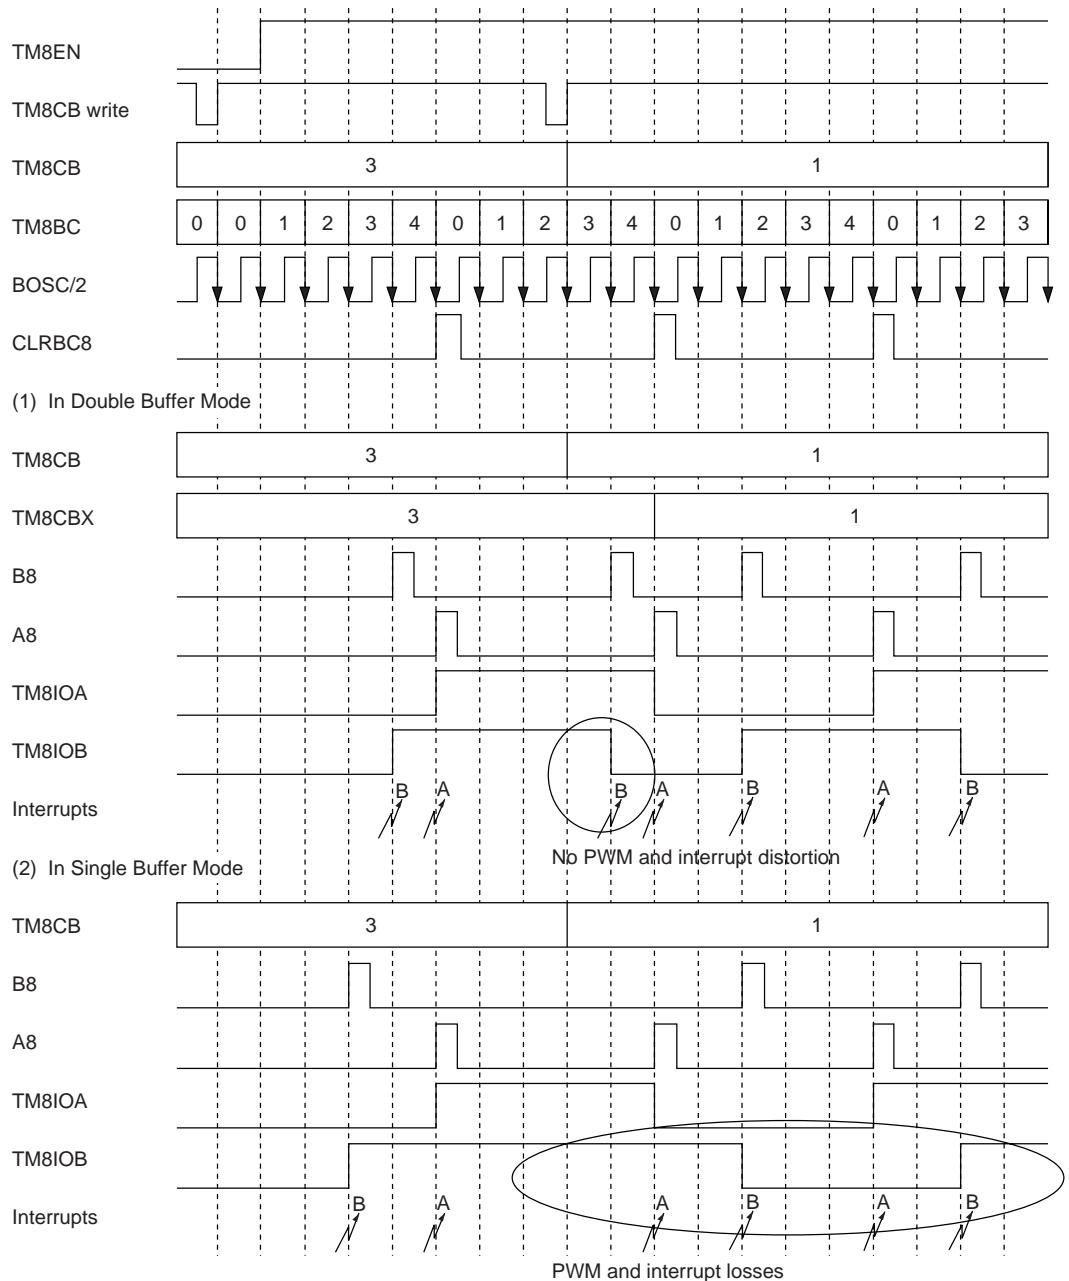 TM8EN
TM8CB write
TM8CB 3 1
TM8BC 0 0 1 2 3 4 0 1 2 3 4 0 1 2 3 4 0 1 2 3
BOSC/2
CLRBC8
(1) In Double Buffer Mode
TM8CB 3 1
TM8CBX 3 1
B8
A8
TM8IOA
TM8IOB
Interrupts B A B A B A B
No PWM and interrupt distortion
(2) In Single Buffer Mode
TM8CB 3 1
B8
A8
TM8IOA
TM8IOB
Interrupts B A A B A B
PWM and interrupt losses